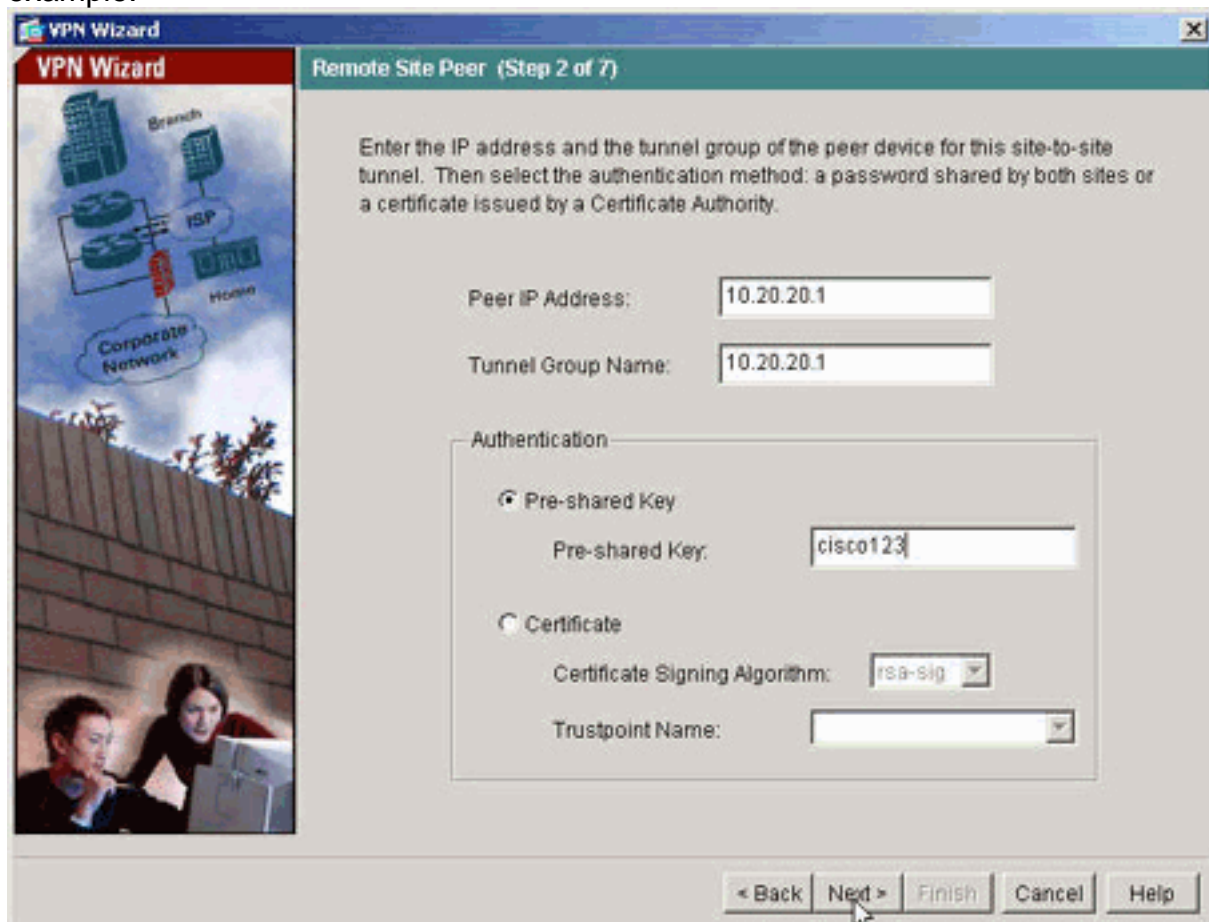 example:
VPN Wizard
VPN Wizard
Remote Site Peer (Step 2 of 7)
Branch
ISP
Home
Corporate
Network
Enter the IP address and the tunnel group of the peer device for this site-to-site
tunnel. Then select the authentication method: a password shared by both sites or
a certificate issued by a Certificate Authority.
Peer IP Address: 10.20.20.1
Tunnel Group Name: 10.20.20.1
Authentication
Pre-shared Key
Pre-shared Key: cisco123
Certificate
Certificate Signing Algorithm: rsa-sig
Trustpoint Name:
< Back Next > Finish Cancel Help